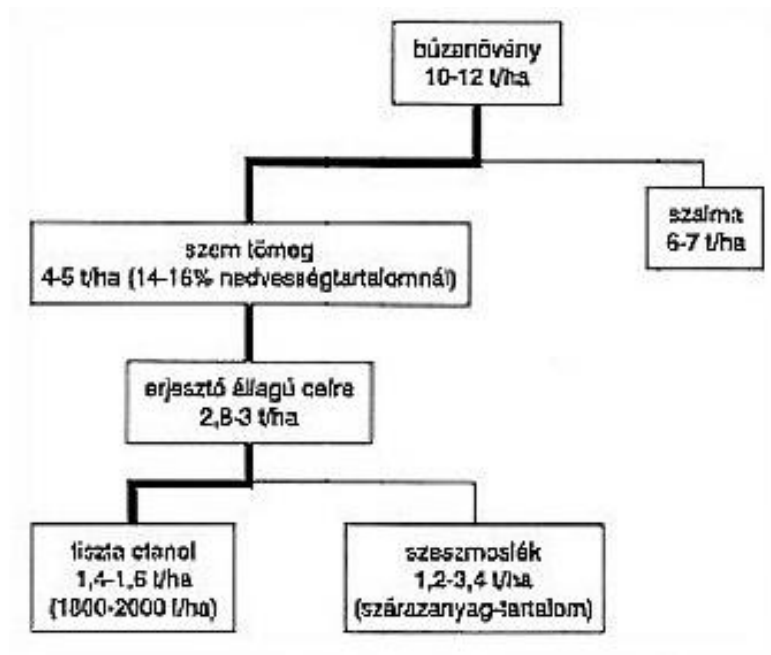 búzanövény
10-12 t/ha
szalma
6-7 t/ha
szem tömeg
4-5 t/ha (14-16% nedvességtartalomnál)
erjesztő állagú cefre
2,8-3 t/ha
tiszta etanol
1,4-1,6 t/ha
(1800-2000 l/ha)
szeszmoslék
1,2-3,4 t/ha
(szárazanyag-tartalom)